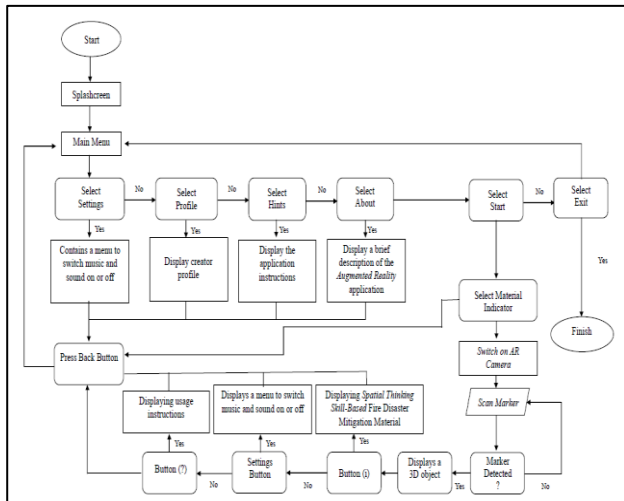 Start
Splashcreen
Main Menu
Select
Settings
No
Select
Profile
No
Select
Hints
No
Select
About
Select
Start
No
Select
Exit
Yes
Yes
Yes
Yes
Yes
Contains a menu to
switch music and
sound on or off
Display creator
profile
Display the
application
instructions
Display a brief
description of the
Augmented Reality
application
Select Material
Indicator
Finish
Press Back Button
Switch on AR
Camera
Displaying usage
instructions
Displays a menu to switch
music and sound on or off
Displaying Spatial Thinking
Skill-Based Fire Disaster
Mitigation Material
Scan Marker
Yes
Yes
Yes
Button (?)
No
Settings
Button
No
Button (i)
Displays a
3D object
Yes
Marker
Detected
?
No